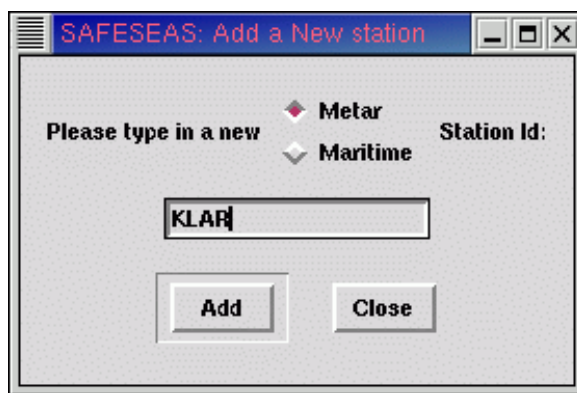 SAFESEAS: Add a New station
Please type in a new
Metar
Maritime
Station Id:
KLAR
Add
Close